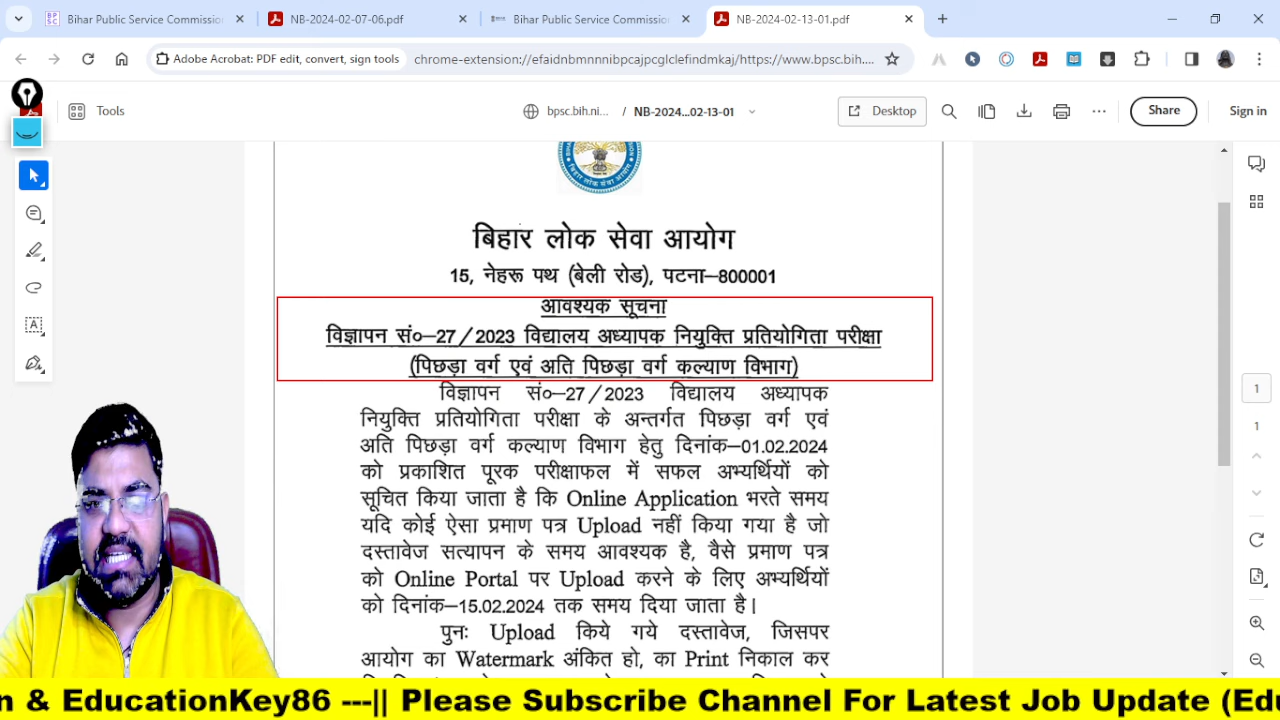 Bihar Public Service Commission
NB-2024-02-07-06.pdf
Bihar Public Service Commission
NB-2024-02-13-01.pdf
Adobe Acrobat: PDF edit, convert, sign tools
chrome-extension://efaidnbmnnnibpcajpcglclefindmkaj/https://www.bpsc.bih....
Tools
bpsc.bih.ni... / NB-2024...02-13-01
Desktop
Share
Sign in
बिहार लोक सेवा आयोग
15, नेहरू पथ (बेली रोड), पटना–800001
आवश्यक सूचना
विज्ञापन सं०–27/2023 विद्यालय अध्यापक नियुक्ति प्रतियोगिता परीक्षा
(पिछड़ा वर्ग एवं अति पिछड़ा वर्ग कल्याण विभाग)
विज्ञापन सं०–27/2023 विद्यालय अध्यापक
नियुक्ति प्रतियोगिता परीक्षा के अन्तर्गत पिछड़ा वर्ग एवं
अति पिछड़ा वर्ग कल्याण विभाग हेतु दिनांक–01.02.2024
को प्रकाशित पूरक परीक्षाफल में सफल अभ्यर्थियों को
सूचित किया जाता है कि Online Application भरते समय
यदि कोई ऐसा प्रमाण पत्र Upload नहीं किया गया है जो
दस्तावेज सत्यापन के समय आवश्यक है, वैसे प्रमाण पत्र
को Online Portal पर Upload करने के लिए अभ्यर्थियों
को दिनांक–15.02.2024 तक समय दिया जाता है।
पुनः Upload किये गये दस्तावेज, जिसपर
आयोग का Watermark अंकित हो, का Print निकाल कर
1
1
n & EducationKey86 ---|| Please Subscribe Channel For Latest Job Update (Edu